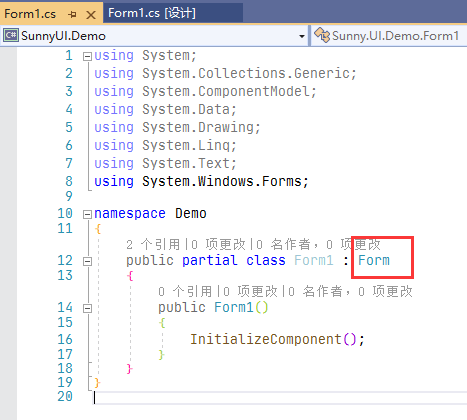 Form1.cs Form1.cs [设计]
SunnyUI.Demo Sunny.UI.Demo.Form1
1 using System;
2 using System.Collections.Generic;
3 using System.ComponentModel;
4 using System.Data;
5 using System.Drawing;
6 using System.Linq;
7 using System.Text;
8 using System.Windows.Forms;
9
10 namespace Demo
11 {
2 个引用|0 项更改|0 名作者，0 项更改
12 public partial class Form1 : Form
13 {
0 个引用|0 项更改|0 名作者，0 项更改
14 public Form1()
15 {
16 InitializeComponent();
17 }
18 }
19 }
20